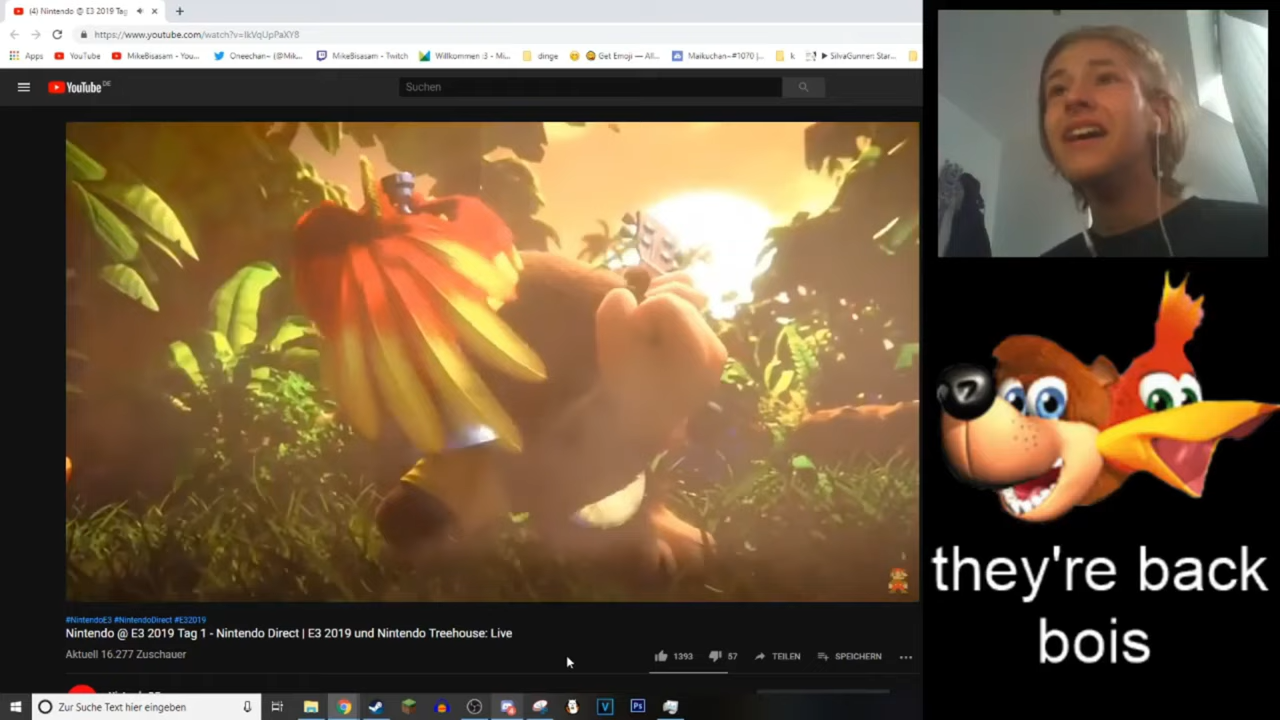 (4) Nintendo @ E3 2019 Tag
https://www.youtube.com/watch?v=IkVqUpPaXY8
Apps YouTube MikeBisasam - You... Oneechan~ (@Mik... MikeBisasam - Twitch Willkommen :3 - Mi... dinge Get Emoji — All... Maikuchan~#1070 |... k ▶ SilvaGunner: Star...
YouTube DE
Suchen
#NintendoE3 #NintendoDirect #E32019
Nintendo @ E3 2019 Tag 1 - Nintendo Direct | E3 2019 und Nintendo Treehouse: Live
Aktuell 16.277 Zuschauer
1393 57 TEILEN SPEICHERN
Zur Suche Text hier eingeben
V Ps
they're back
bois